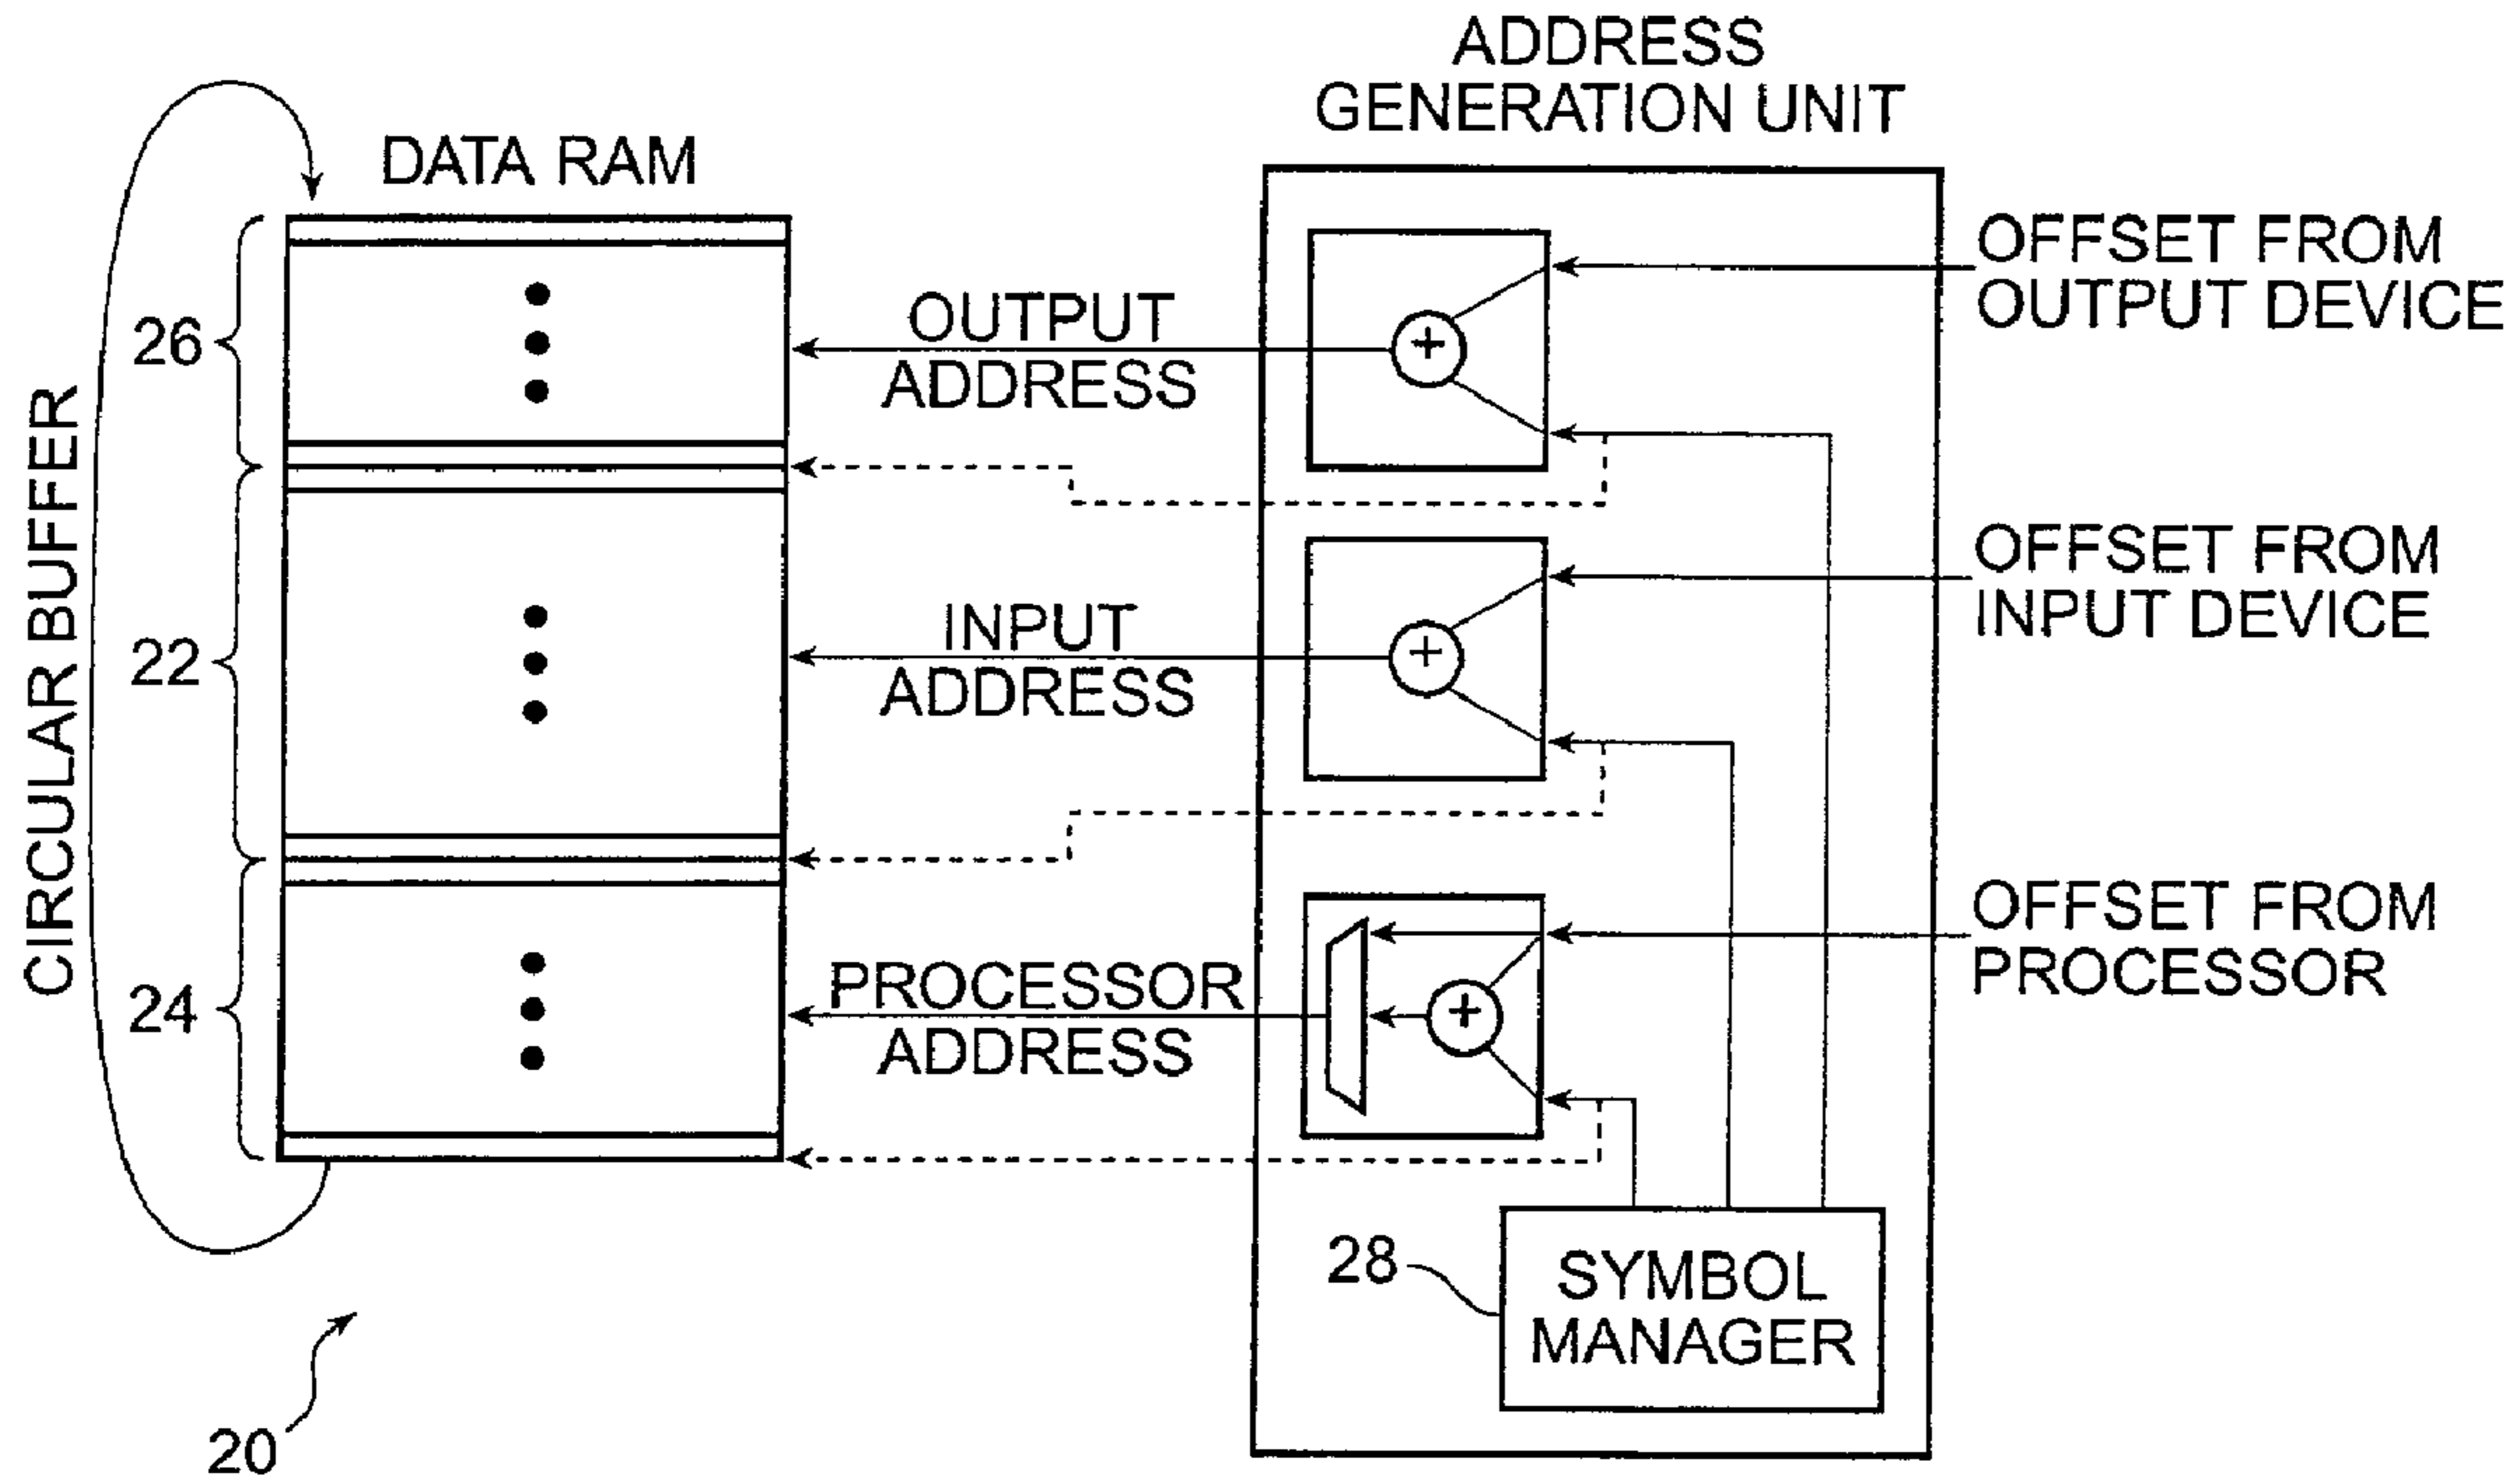 ADDRESS
GENERATION UNIT
DATA RAM
OFFSET FROM
OUTPUT DEVICE
26
OUTPUT
ADDRESS
CIRCULAR BUFFER
OFFSET FROM
INPUT DEVICE
22
INPUT
ADDRESS
OFFSET FROM
PROCESSOR
24
PROCESSOR
ADDRESS
28
SYMBOL
MANAGER
20